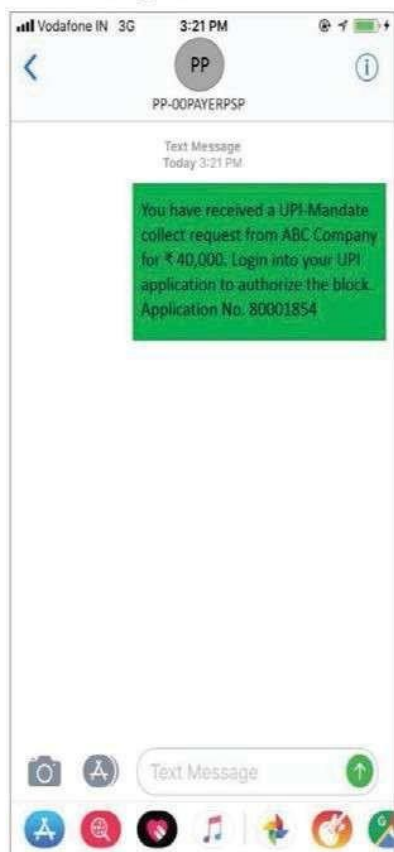 Vodafone IN 3G 3:21 PM
PP
PP-00PAYERPSP
Text Message
Today 3:21 PM
You have received a UPI-Mandate
collect request from ABC Company
for ₹ 40,000. Login into your UPI
application to authorize the block.
Application No. 80001854
Text Message